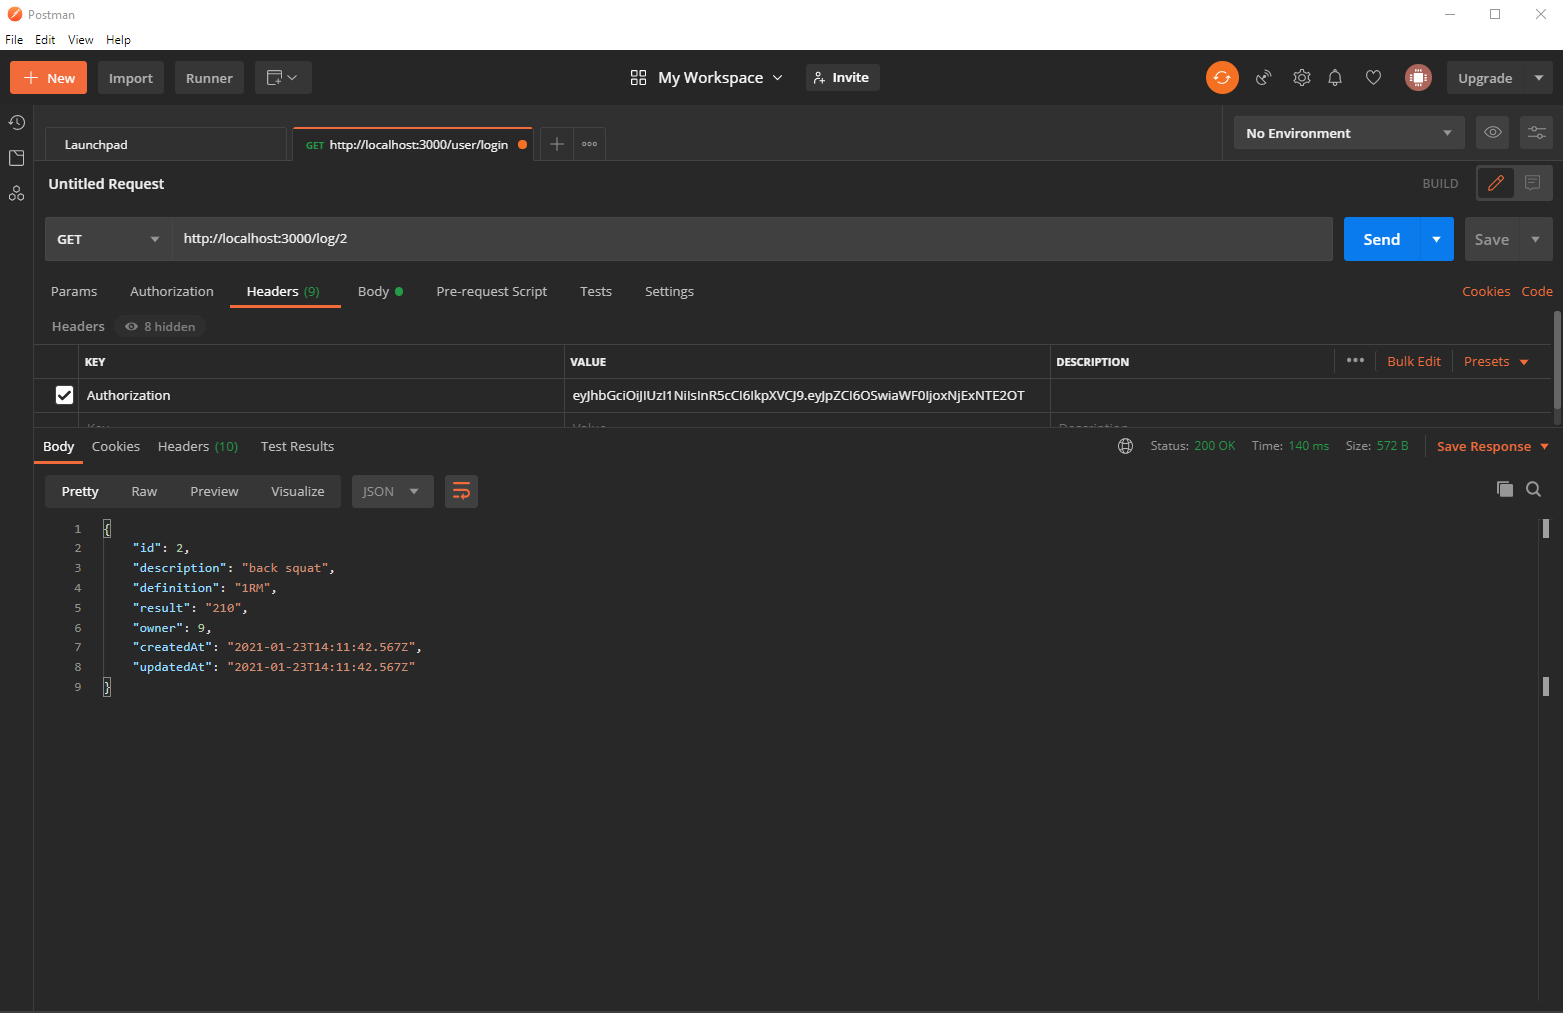 Postman
File Edit View Help
New Import Runner My Workspace Invite Upgrade
Launchpad GET http://localhost:3000/user/login No Environment
Untitled Request BUILD
GET http://localhost:3000/log/2 Send Save
Params Authorization Headers (9) Body Pre-request Script Tests Settings Cookies Code
Headers 8 hidden
KEY VALUE DESCRIPTION Bulk Edit Presets
Authorization eyJhbGciOiJIUzI1NiIsInR5cCI6IkpXVCJ9.eyJpZCI6OSwiaWF0IjoxNjExNTE2OT
Key Value Description
Body Cookies Headers (10) Test Results Status: 200 OK Time: 140 ms Size: 572 B Save Response
Pretty Raw Preview Visualize JSON
1 {
2 "id": 2,
3 "description": "back squat",
4 "definition": "1RM",
5 "result": "210",
6 "owner": 9,
7 "createdAt": "2021-01-23T14:11:42.567Z",
8 "updatedAt": "2021-01-23T14:11:42.567Z"
9 }